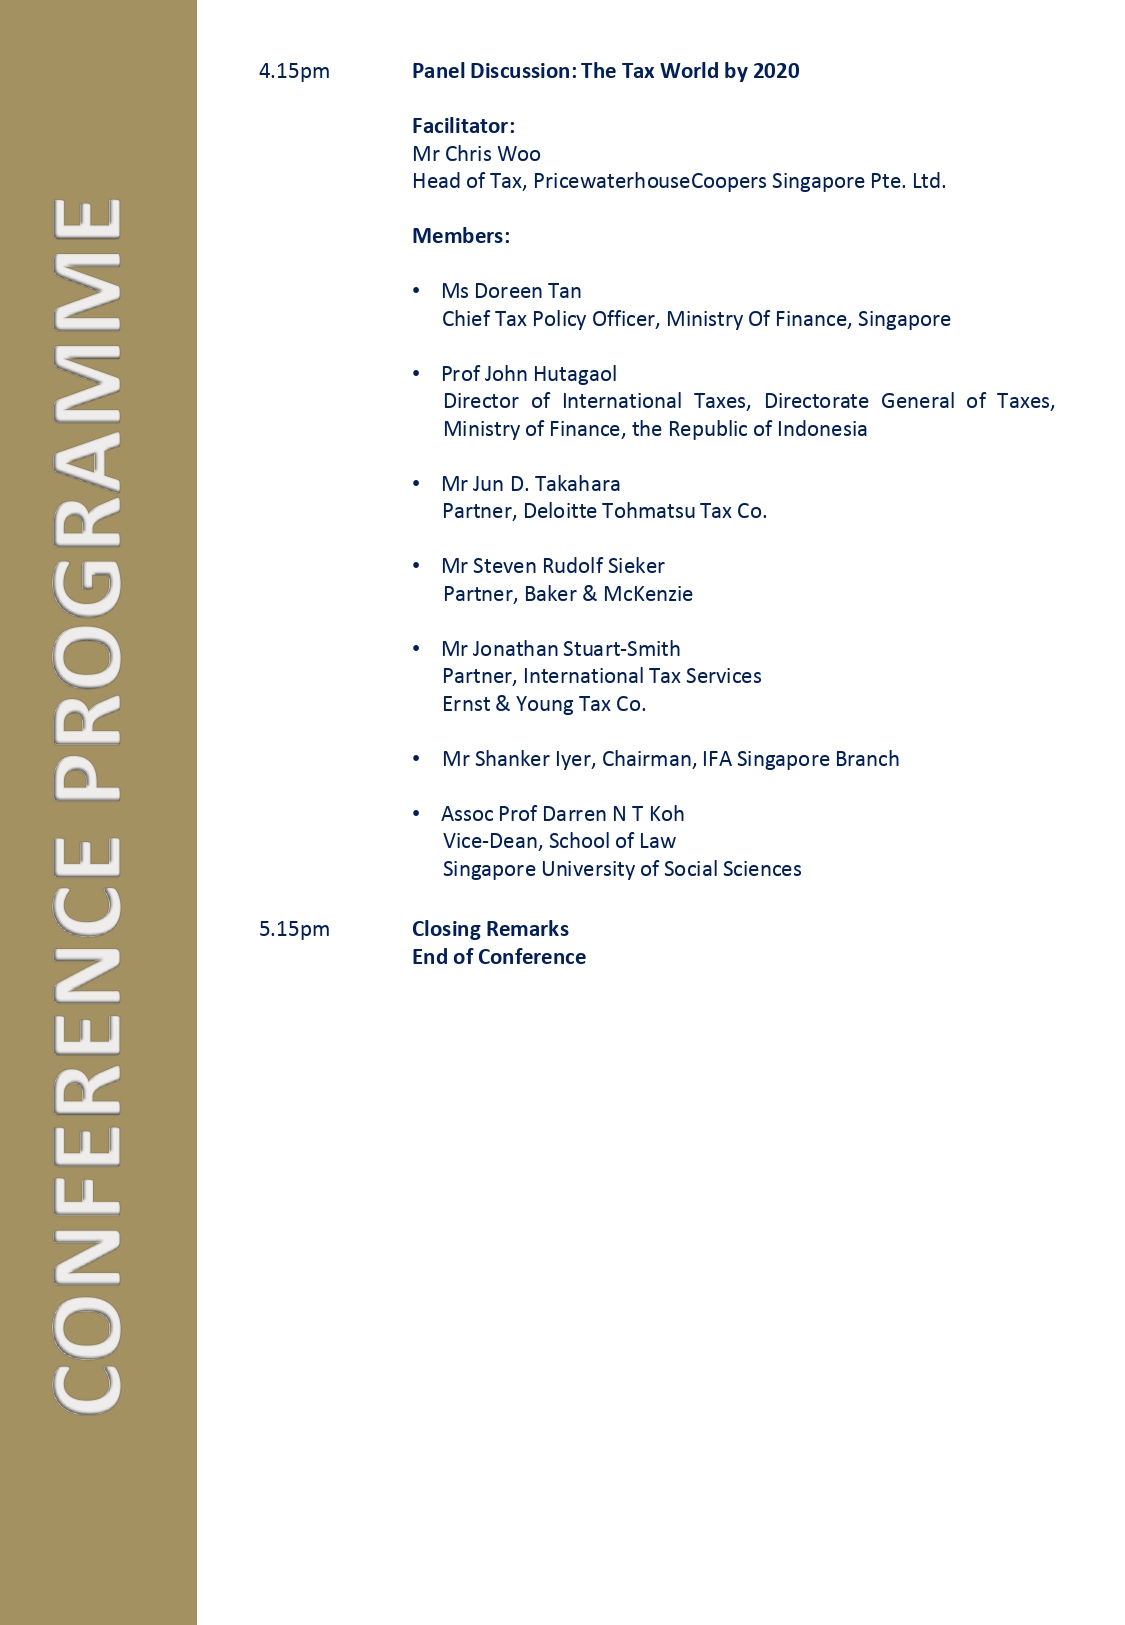 CONFERENCE PROGRAMME
4.15pm Panel Discussion: The Tax World by 2020
Facilitator:
Mr Chris Woo
Head of Tax, PricewaterhouseCoopers Singapore Pte. Ltd.
Members:
• Ms Doreen Tan
Chief Tax Policy Officer, Ministry Of Finance, Singapore
• Prof John Hutagaol
Director of International Taxes, Directorate General of Taxes,
Ministry of Finance, the Republic of Indonesia
• Mr Jun D. Takahara
Partner, Deloitte Tohmatsu Tax Co.
• Mr Steven Rudolf Sieker
Partner, Baker & McKenzie
• Mr Jonathan Stuart-Smith
Partner, International Tax Services
Ernst & Young Tax Co.
• Mr Shanker Iyer, Chairman, IFA Singapore Branch
• Assoc Prof Darren N T Koh
Vice-Dean, School of Law
Singapore University of Social Sciences
5.15pm Closing Remarks
End of Conference